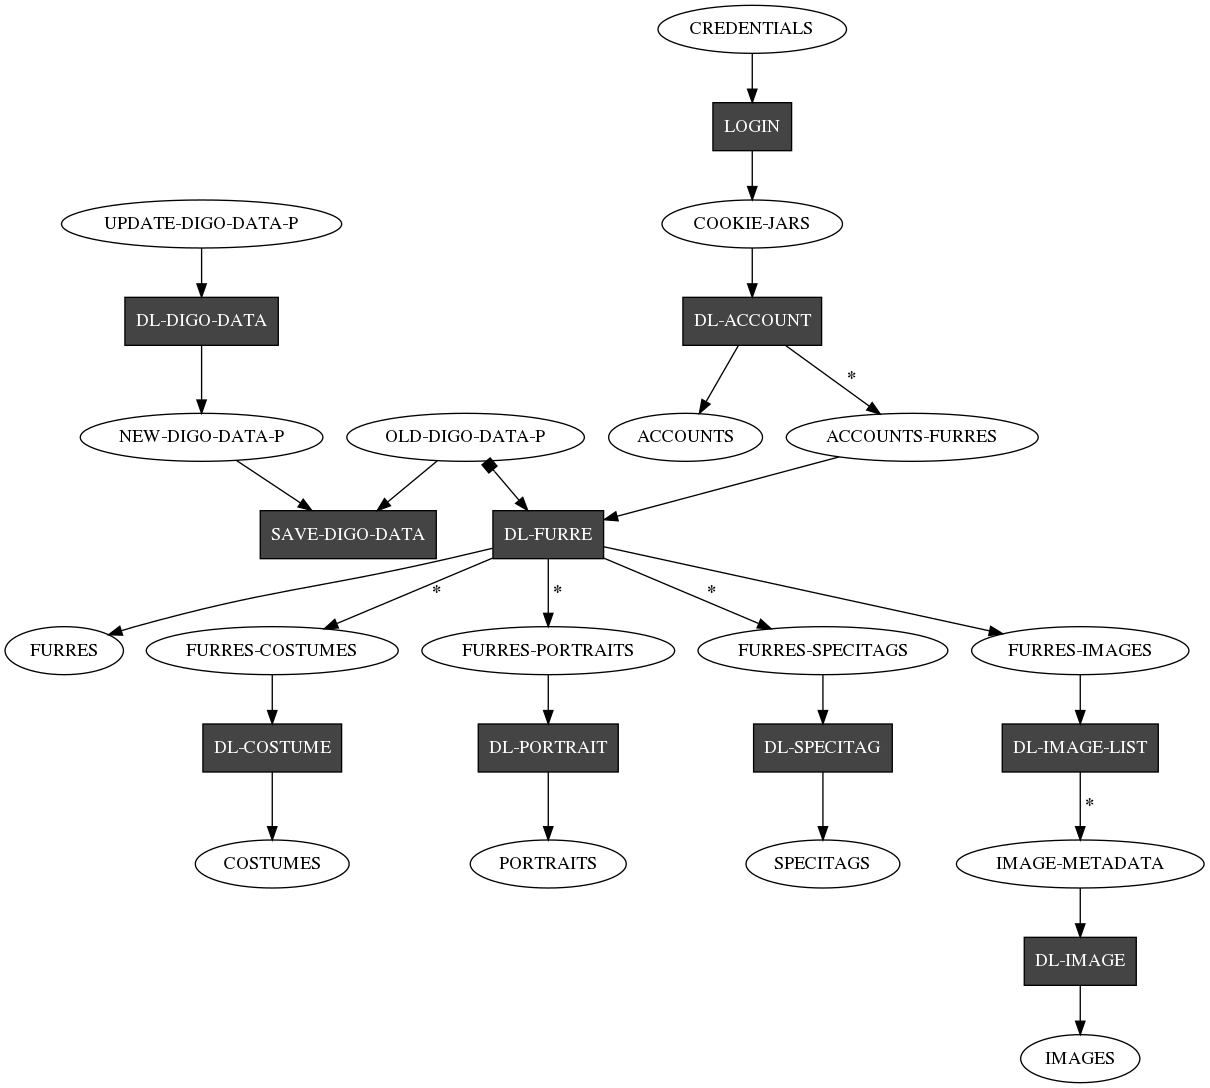 CREDENTIALS
LOGIN
UPDATE-DIGO-DATA-P
COOKIE-JARS
DL-DIGO-DATA
DL-ACCOUNT
*
NEW-DIGO-DATA-P
OLD-DIGO-DATA-P
ACCOUNTS
ACCOUNTS-FURRES
SAVE-DIGO-DATA
DL-FURRE
*
*
*
FURRES
FURRES-COSTUMES
FURRES-PORTRAITS
FURRES-SPECITAGS
FURRES-IMAGES
DL-COSTUME
DL-PORTRAIT
DL-SPECITAG
DL-IMAGE-LIST
*
COSTUMES
PORTRAITS
SPECITAGS
IMAGE-METADATA
DL-IMAGE
IMAGES